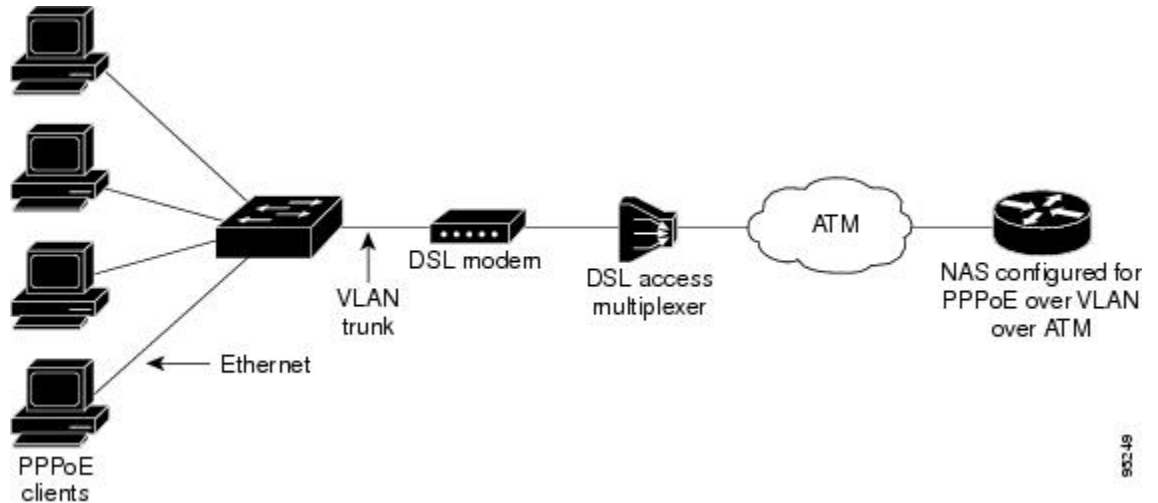 PPPoE
clients
Ethernet
VLAN
trunk
DSL modem
DSL access
multiplexer
ATM
NAS configured for
PPPoE over VLAN
over ATM
95249